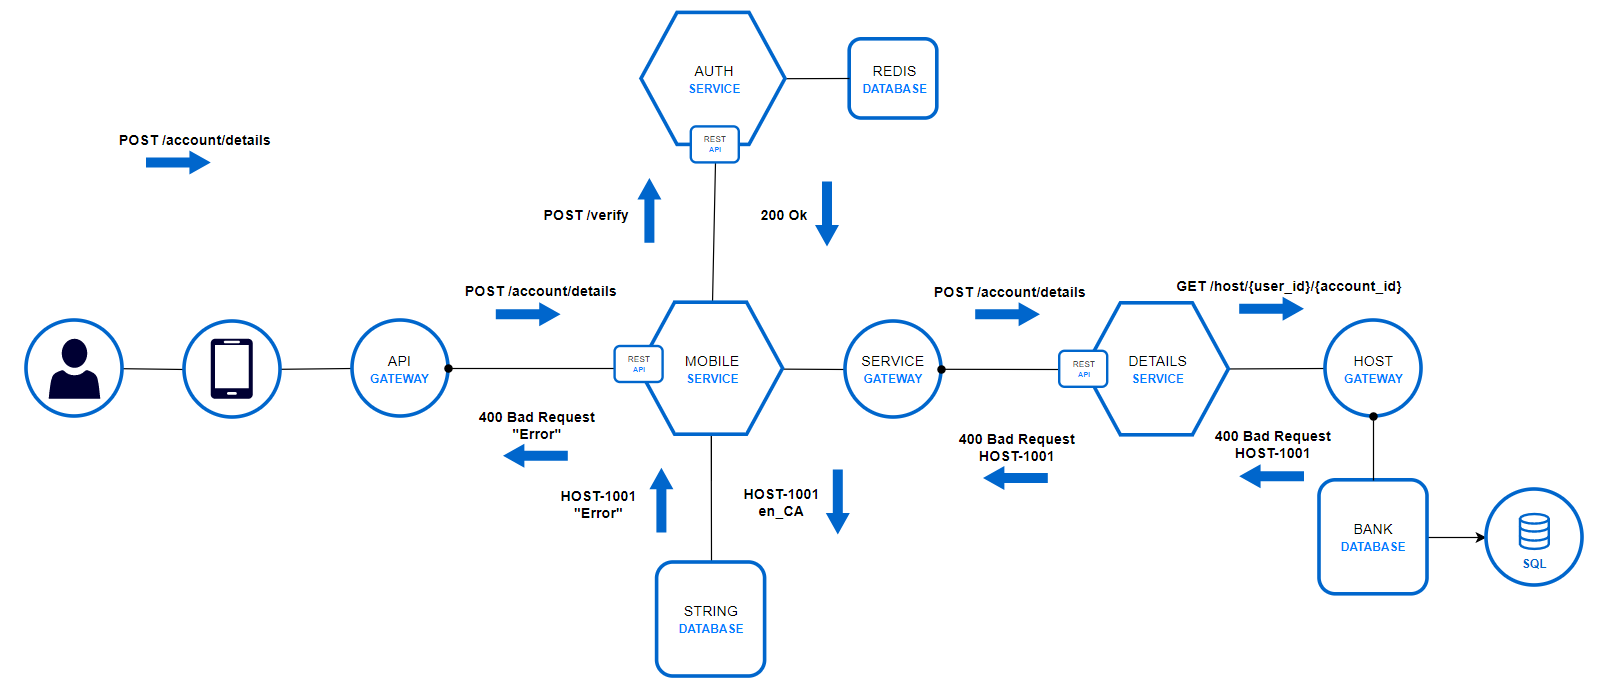 AUTH
SERVICE
REDIS
DATABASE
REST
API
POST /account/details
POST /verify
200 Ok
POST /account/details
POST /account/details
GET /host/{user_id}/{account_id}
API
GATEWAY
REST
API
MOBILE
SERVICE
SERVICE
GATEWAY
REST
API
DETAILS
SERVICE
HOST
GATEWAY
400 Bad Request
"Error"
400 Bad Request
HOST-1001
400 Bad Request
HOST-1001
HOST-1001
"Error"
HOST-1001
en_CA
BANK
DATABASE
SQL
STRING
DATABASE